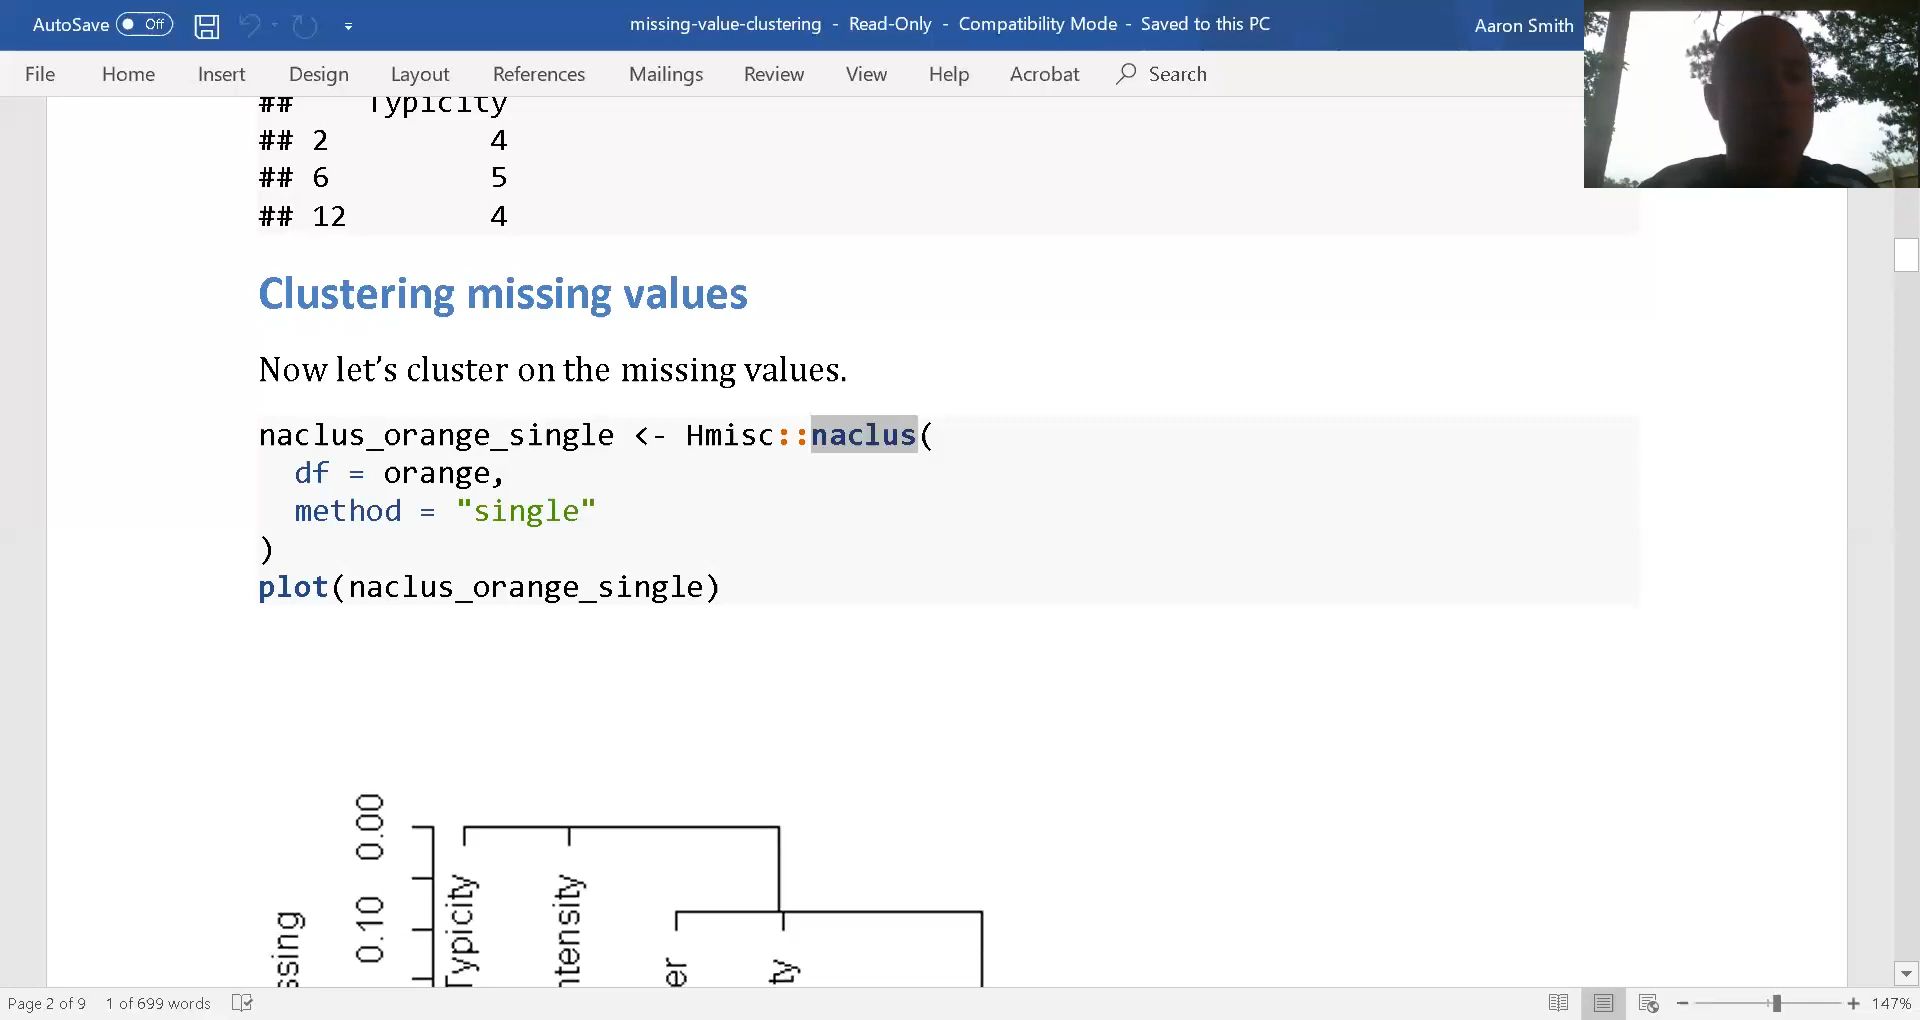 AutoSave Off
missing-value-clustering - Read-Only - Compatibility Mode - Saved to this PC
Aaron Smith
File Home Insert Design Layout References Mailings Review View Help Acrobat Search
## Typicity
## 2 4
## 6 5
## 12 4
Clustering missing values
Now let’s cluster on the missing values.
naclus_orange_single <- Hmisc::naclus(
df = orange,
method = "single"
)
plot(naclus_orange_single)
0.00
0.10
Typicity
Page 2 of 9 1 of 699 words
147%